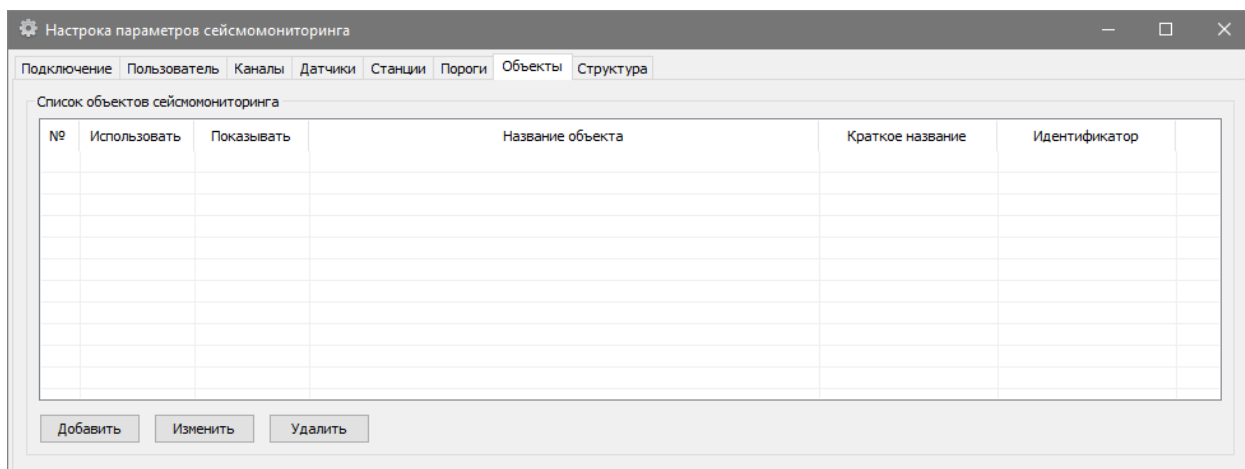 Настрока параметров сейсмомониторинга
Подключение Пользователь Каналы Датчики Станции Пороги Объекты Структура
Список объектов сейсмомониторинга
№ Использовать Показывать Название объекта Краткое название Идентификатор
Добавить Изменить Удалить